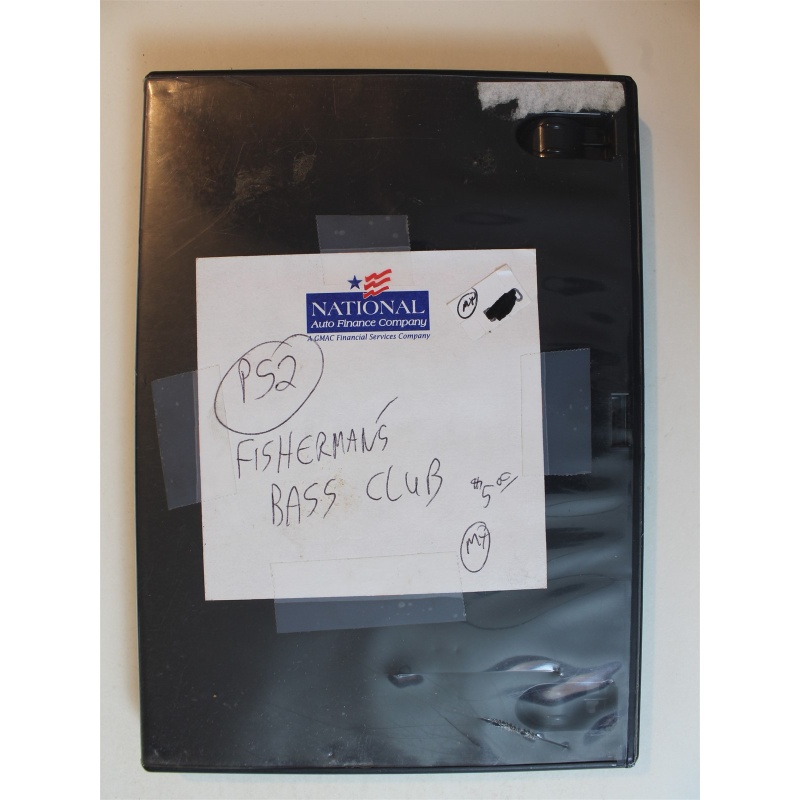 NATIONAL
Auto Finance Company
A GMAC Financial Services Company
PS2
FISHERMAN'S
BASS CLUB
$5.00